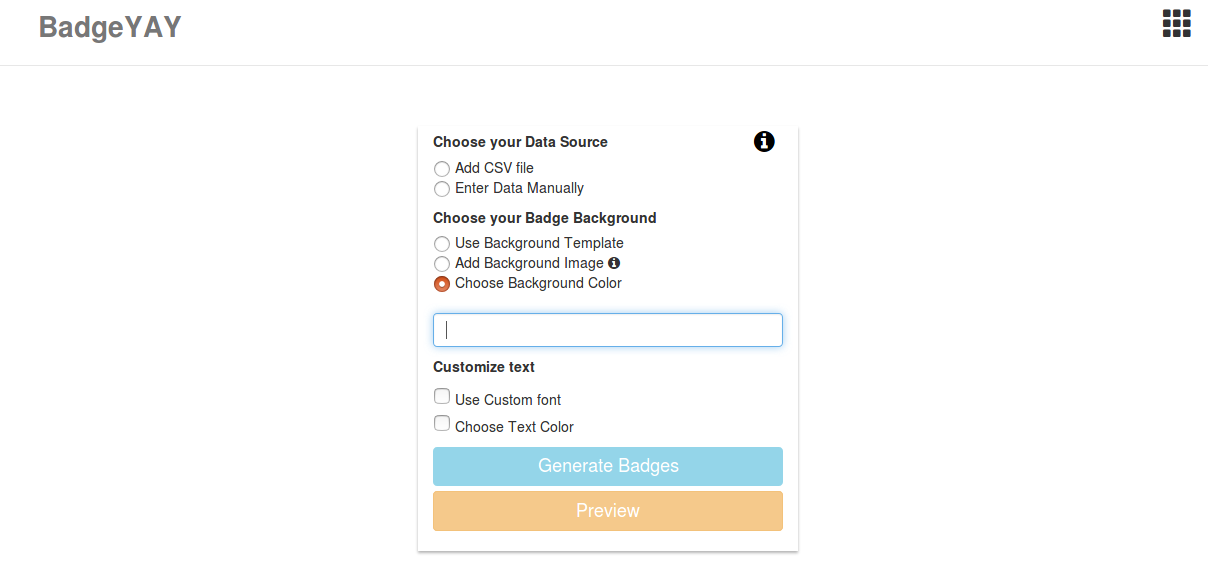 BadgeYAY
Choose your Data Source
Add CSV file
Enter Data Manually
Choose your Badge Background
Use Background Template
Add Background Image
Choose Background Color
Customize text
Use Custom font
Choose Text Color
Generate Badges
Preview